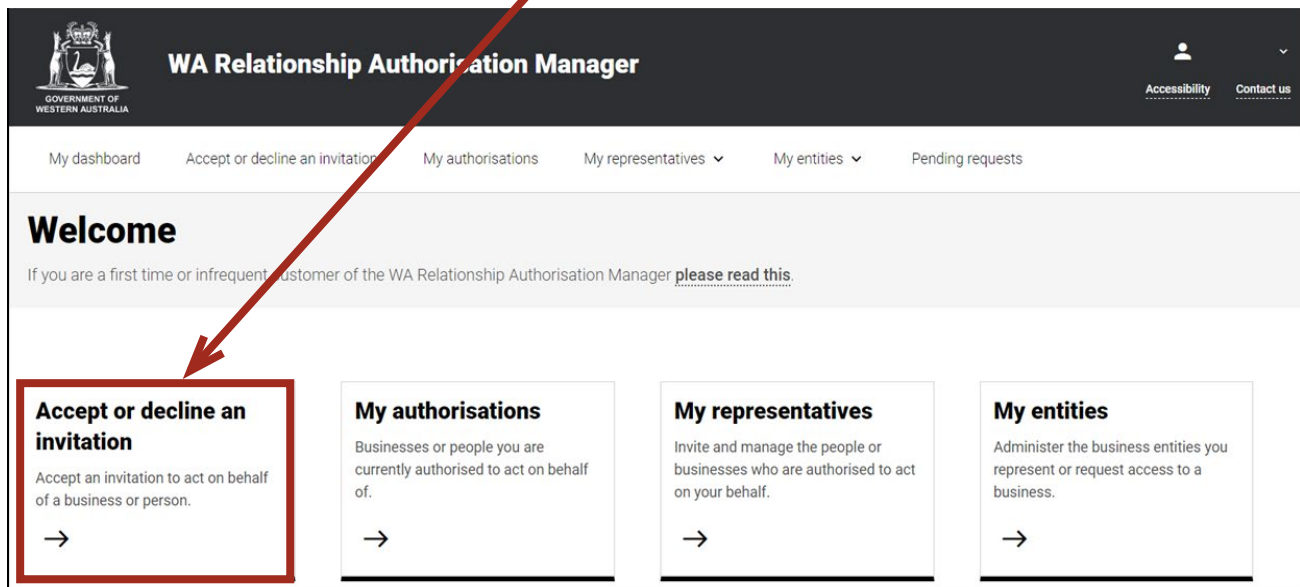 GOVERNMENT OF
WESTERN AUSTRALIA
WA Relationship Authorisation Manager
Accessibility
Contact us
My dashboard
Accept or decline an invitation
My authorisations
My representatives
My entities
Pending requests
Welcome
If you are a first time or infrequent customer of the WA Relationship Authorisation Manager please read this.
Accept or decline an
invitation
Accept an invitation to act on behalf
of a business or person.
My authorisations
Businesses or people you are
currently authorised to act on behalf
of.
My representatives
Invite and manage the people or
businesses who are authorised to act
on your behalf.
My entities
Administer the business entities you
represent or request access to a
business.